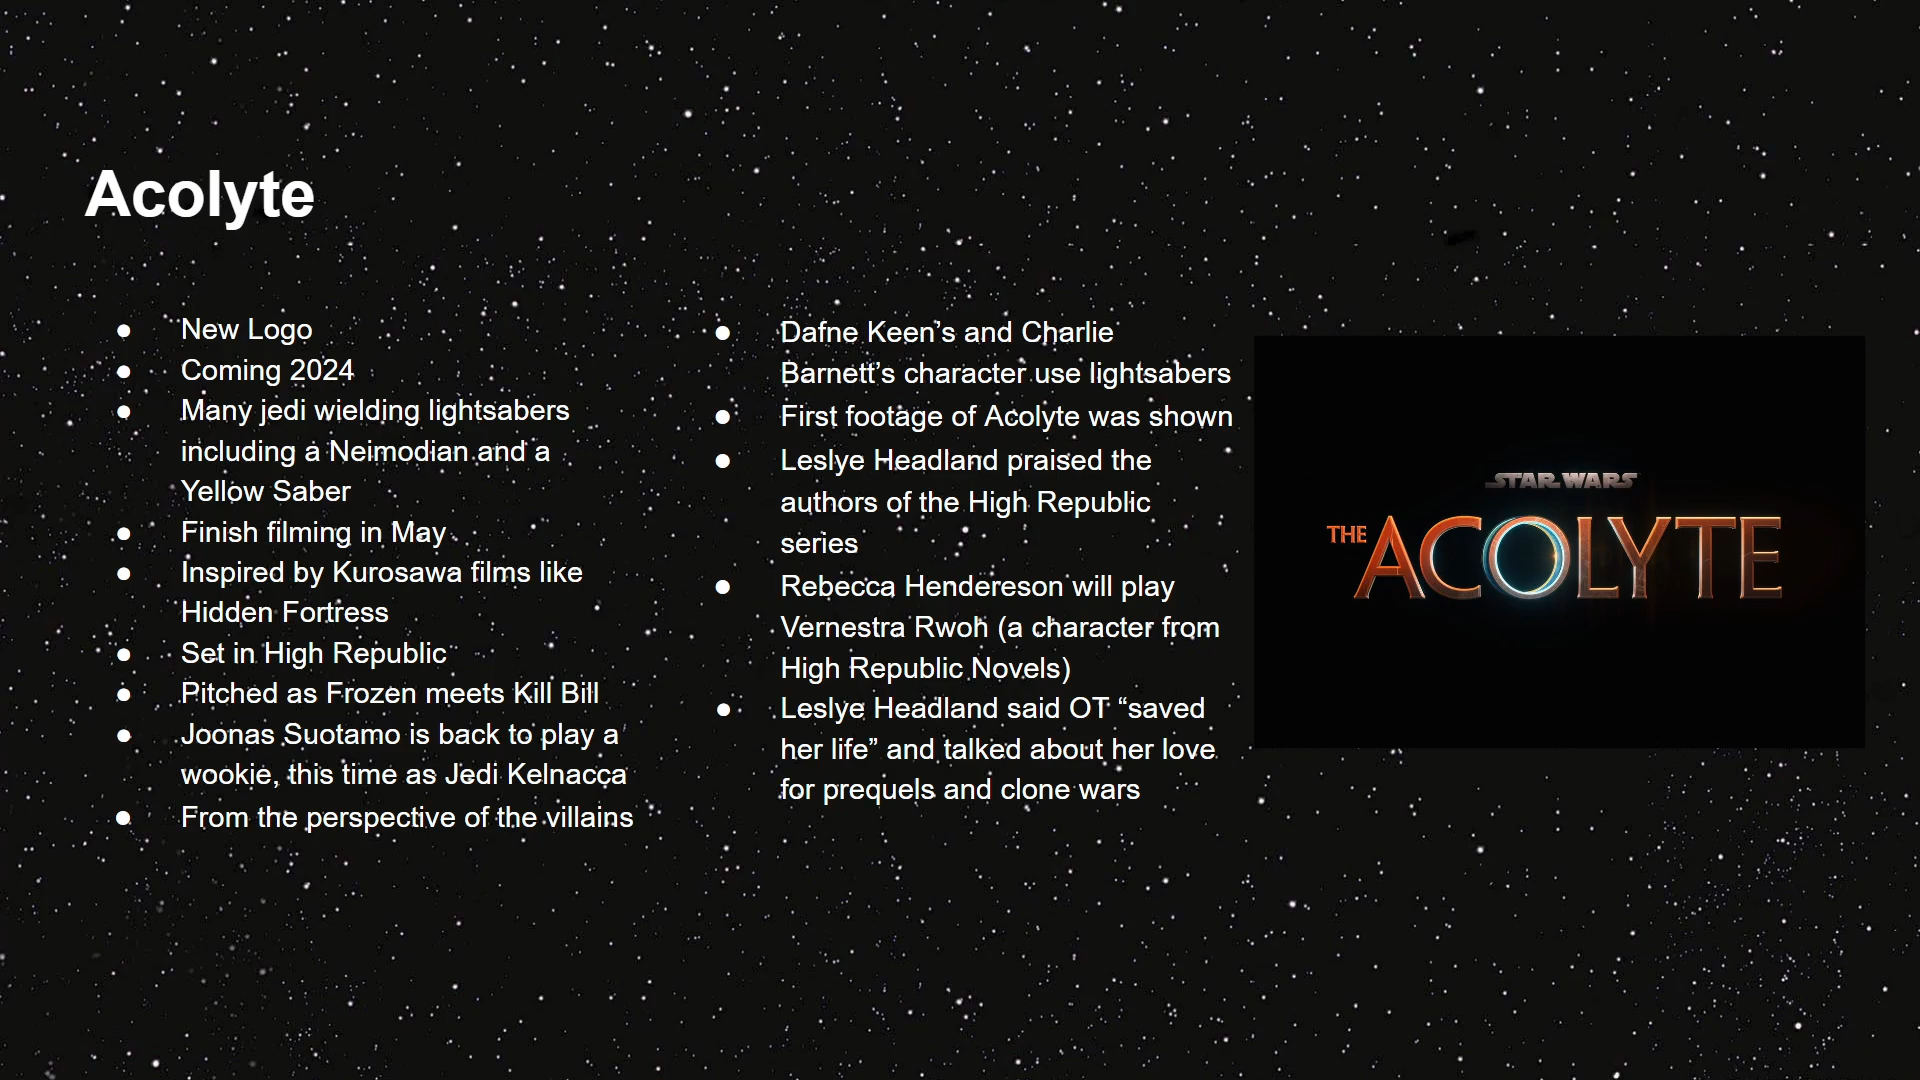 Acolyte
● New Logo
● Coming 2024
● Many jedi wielding lightsabers
including a Neimodian and a
Yellow Saber
● Finish filming in May
● Inspired by Kurosawa films like
Hidden Fortress
● Set in High Republic
● Pitched as Frozen meets Kill Bill
● Joonas Suotamo is back to play a
wookie, this time as Jedi Kelnacca
● From the perspective of the villains
● Dafne Keen’s and Charlie
Barnett’s character use lightsabers
● First footage of Acolyte was shown
● Leslye Headland praised the
authors of the High Republic
series
● Rebecca Hendereson will play
Vernestra Rwoh (a character from
High Republic Novels)
● Leslye Headland said OT “saved
her life” and talked about her love
for prequels and clone wars
STAR WARS
THE ACOLYTE